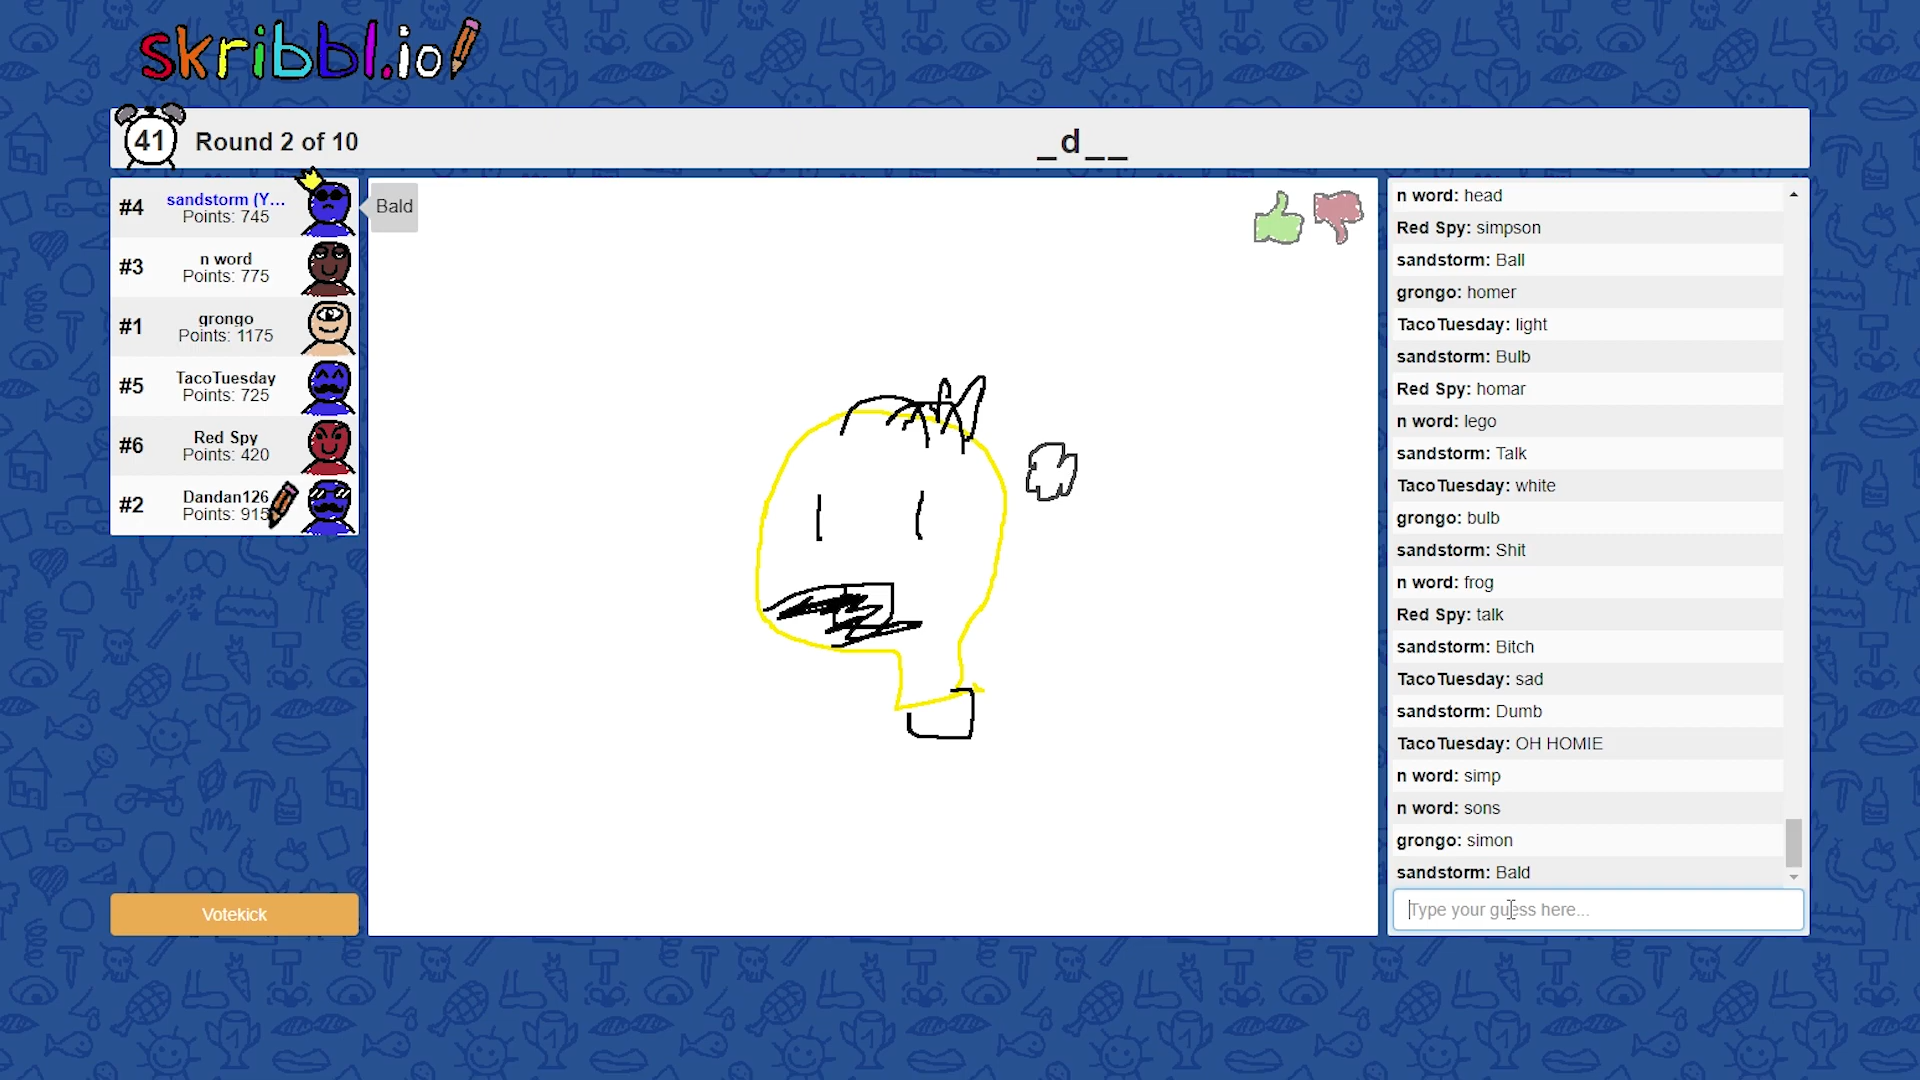 skribbl.io
41
Round 2 of 10
_d__
#4
sandstorm (Y...
Points: 745
#3
n word
Points: 775
#1
grongo
Points: 1175
#5
TacoTuesday
Points: 725
#6
Red Spy
Points: 420
#2
Dandan126
Points: 915
Votekick
Bald
n word: head
Red Spy: simpson
sandstorm: Ball
grongo: homer
TacoTuesday: light
sandstorm: Bulb
Red Spy: homar
n word: lego
sandstorm: Talk
TacoTuesday: white
grongo: bulb
sandstorm: Shit
n word: frog
Red Spy: talk
sandstorm: Bitch
TacoTuesday: sad
sandstorm: Dumb
TacoTuesday: OH HOMIE
n word: simp
n word: sons
grongo: simon
sandstorm: Bald
Type your guess here...